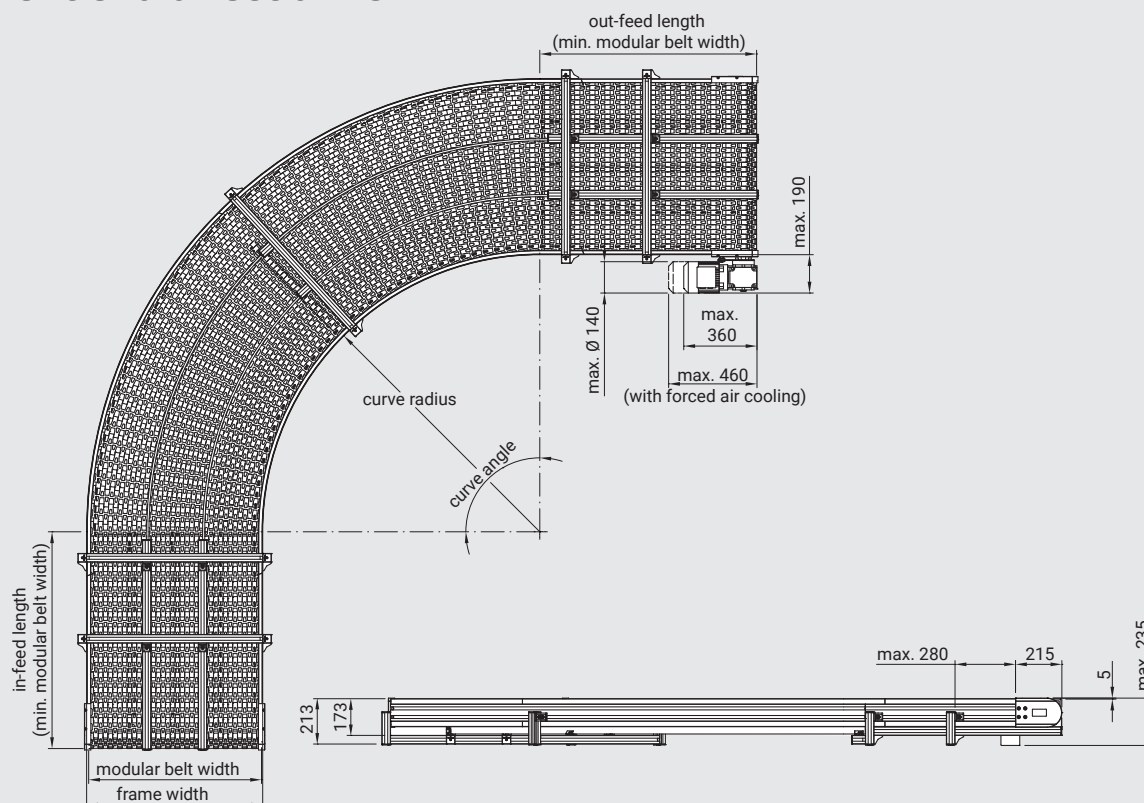 out-feed length
(min. modular belt width)
max. 190
max. Ø 140
max.
360
max. 460
(with forced air cooling)
curve radius
curve angle
in-feed length
(min. modular belt width)
max. 280
215
5
max. 235
213
173
modular belt width
frame width